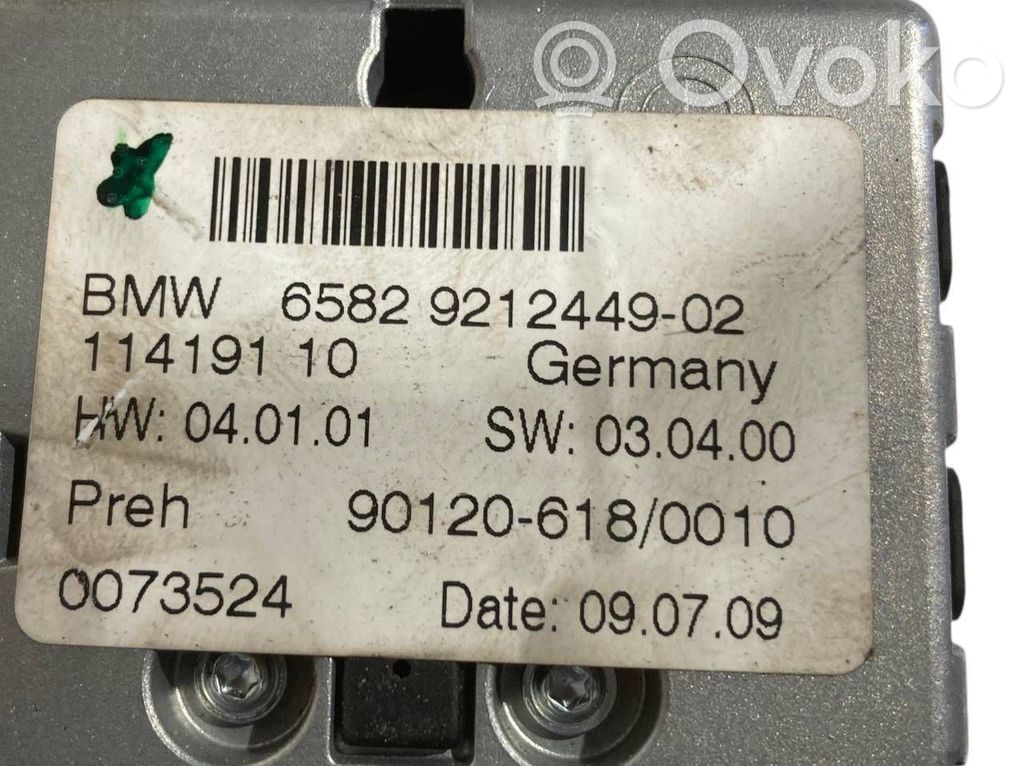 Ovoko
BMW 6582 9212449-02
114191 10 Germany
HW: 04.01.01 SW: 03.04.00
Preh 90120-618/0010
0073524 Date: 09.07.09